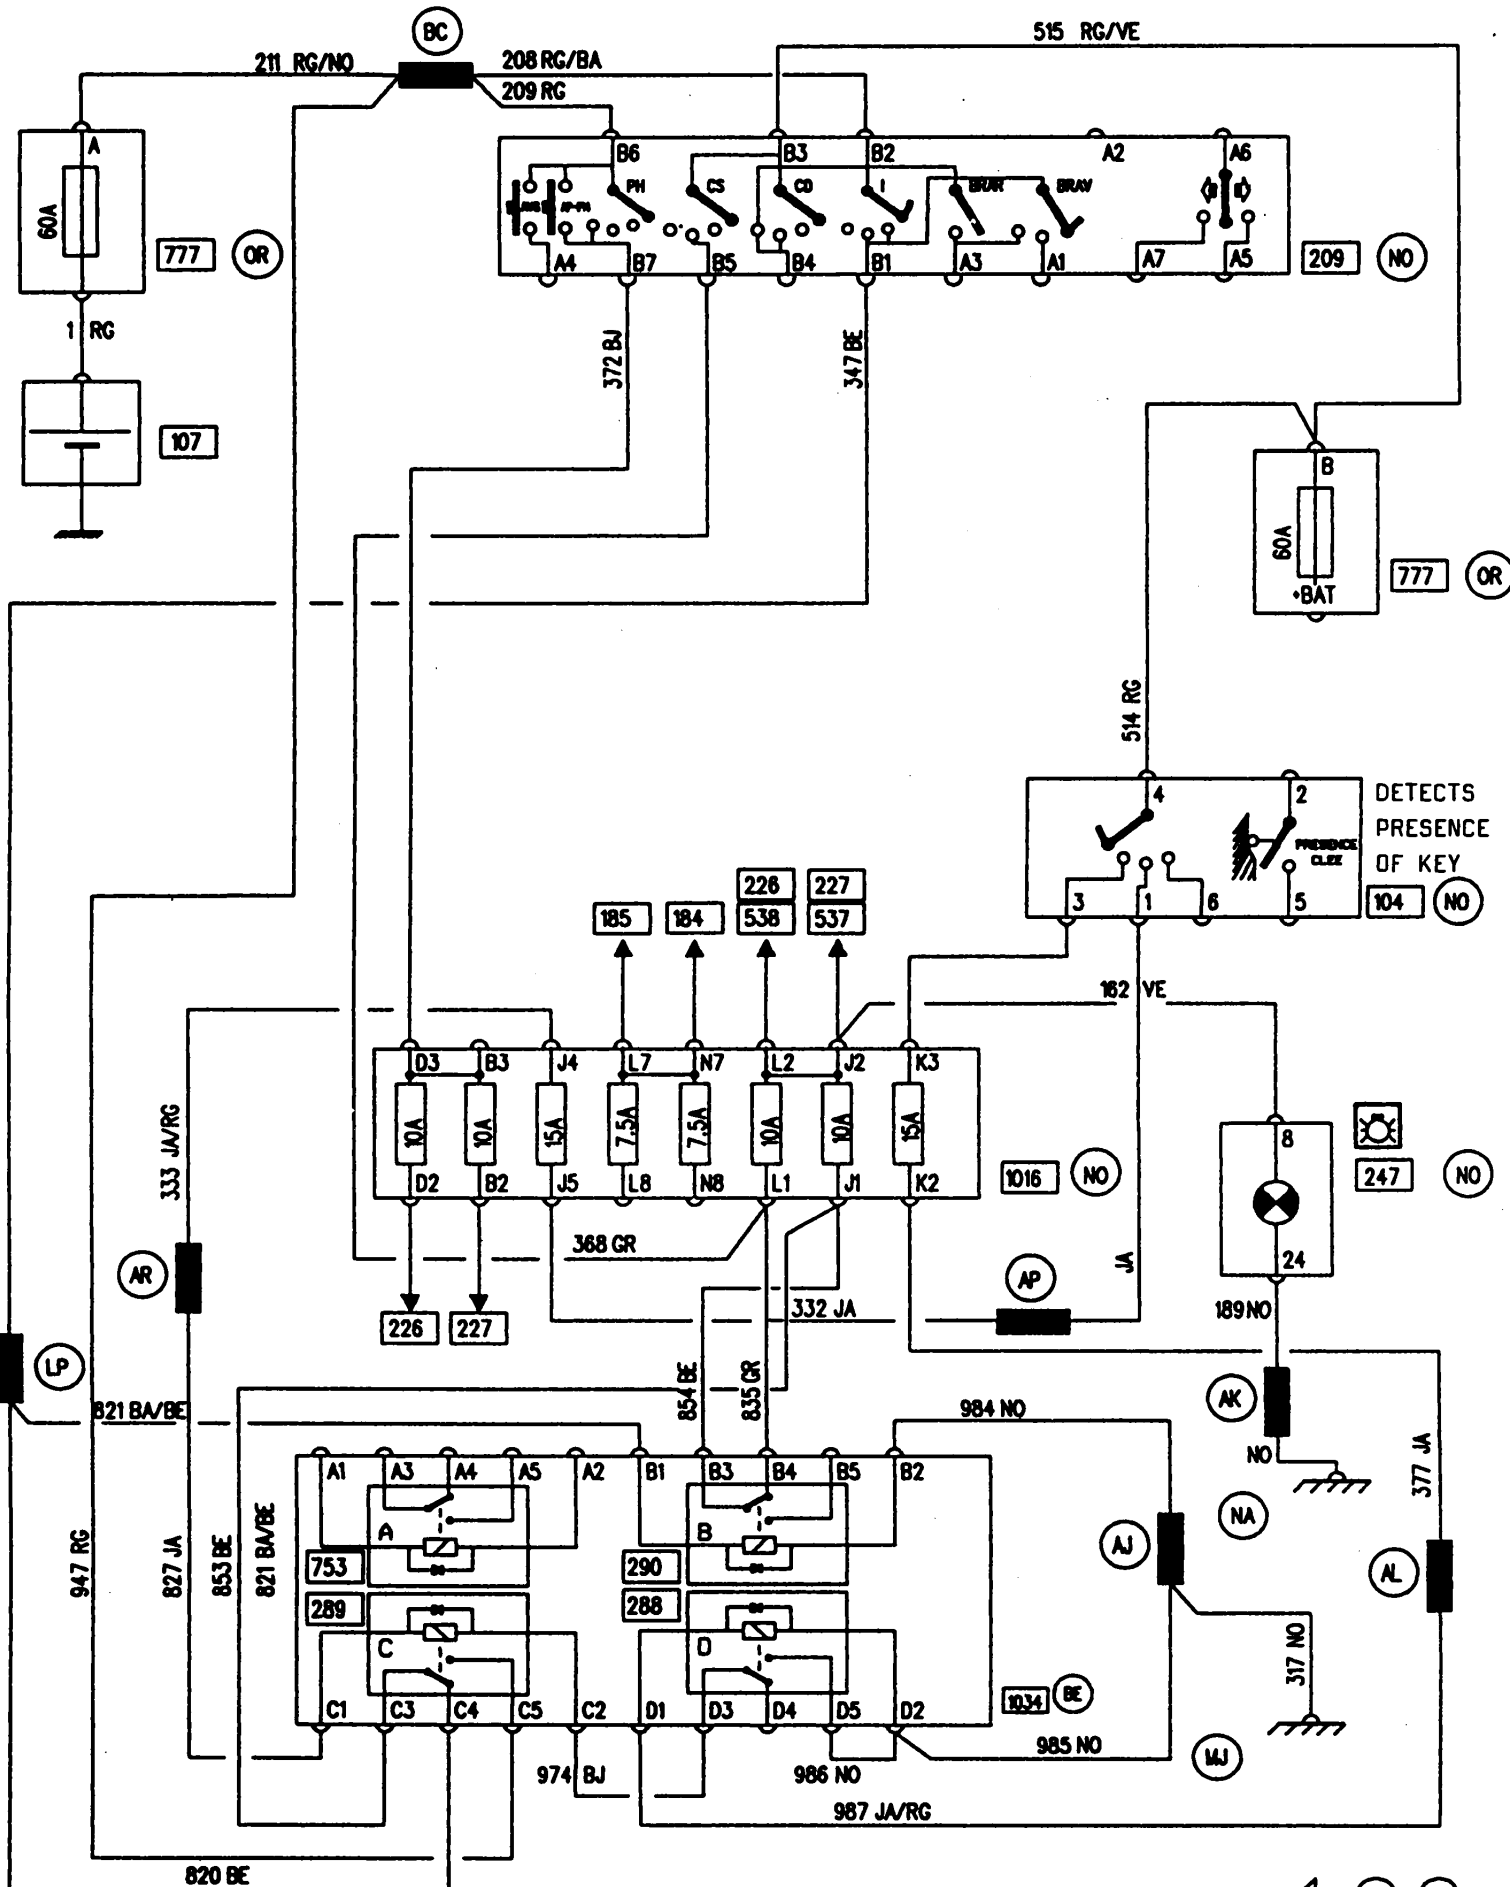 BC
211 RG/NO
208 RG/BA
209 RG
515 RG/VE
A
60A
777
OR
1 RG
107
B6
B3
B2
A2
A6
PH
CS
CD
I
BRAR
BRAV
A4
B7
B5
B4
B1
A3
A1
A7
A5
209
NO
372 BJ
347 BE
B
60A
+BAT
777
OR
514 RG
4
2
PRESENCE
CLEE
3
1
6
5
DETECTS
PRESENCE
OF KEY
104
NO
185
184
226
538
227
537
162 VE
D3
B3
J4
L7
N7
L2
J2
K3
10A
10A
15A
7.5A
7.5A
10A
10A
15A
D2
B2
J5
L8
N8
L1
J1
K2
1016
NO
8
24
247
NO
333 JA/RG
AR
368 GR
226
227
332 JA
AP
JA
189 NO
LP
821 BA/BE
854 BE
835 GR
984 NO
AK
NO
NA
377 JA
947 RG
827 JA
853 BE
821 BA/BE
A1
A3
A4
A5
A2
B1
B3
B4
B5
B2
A
B
753
289
290
288
C
D
C1
C3
C4
C5
C2
D1
D3
D4
D5
D2
1034
BE
AJ
AL
317 NO
974 BJ
986 NO
985 NO
MJ
987 JA/RG
820 BE